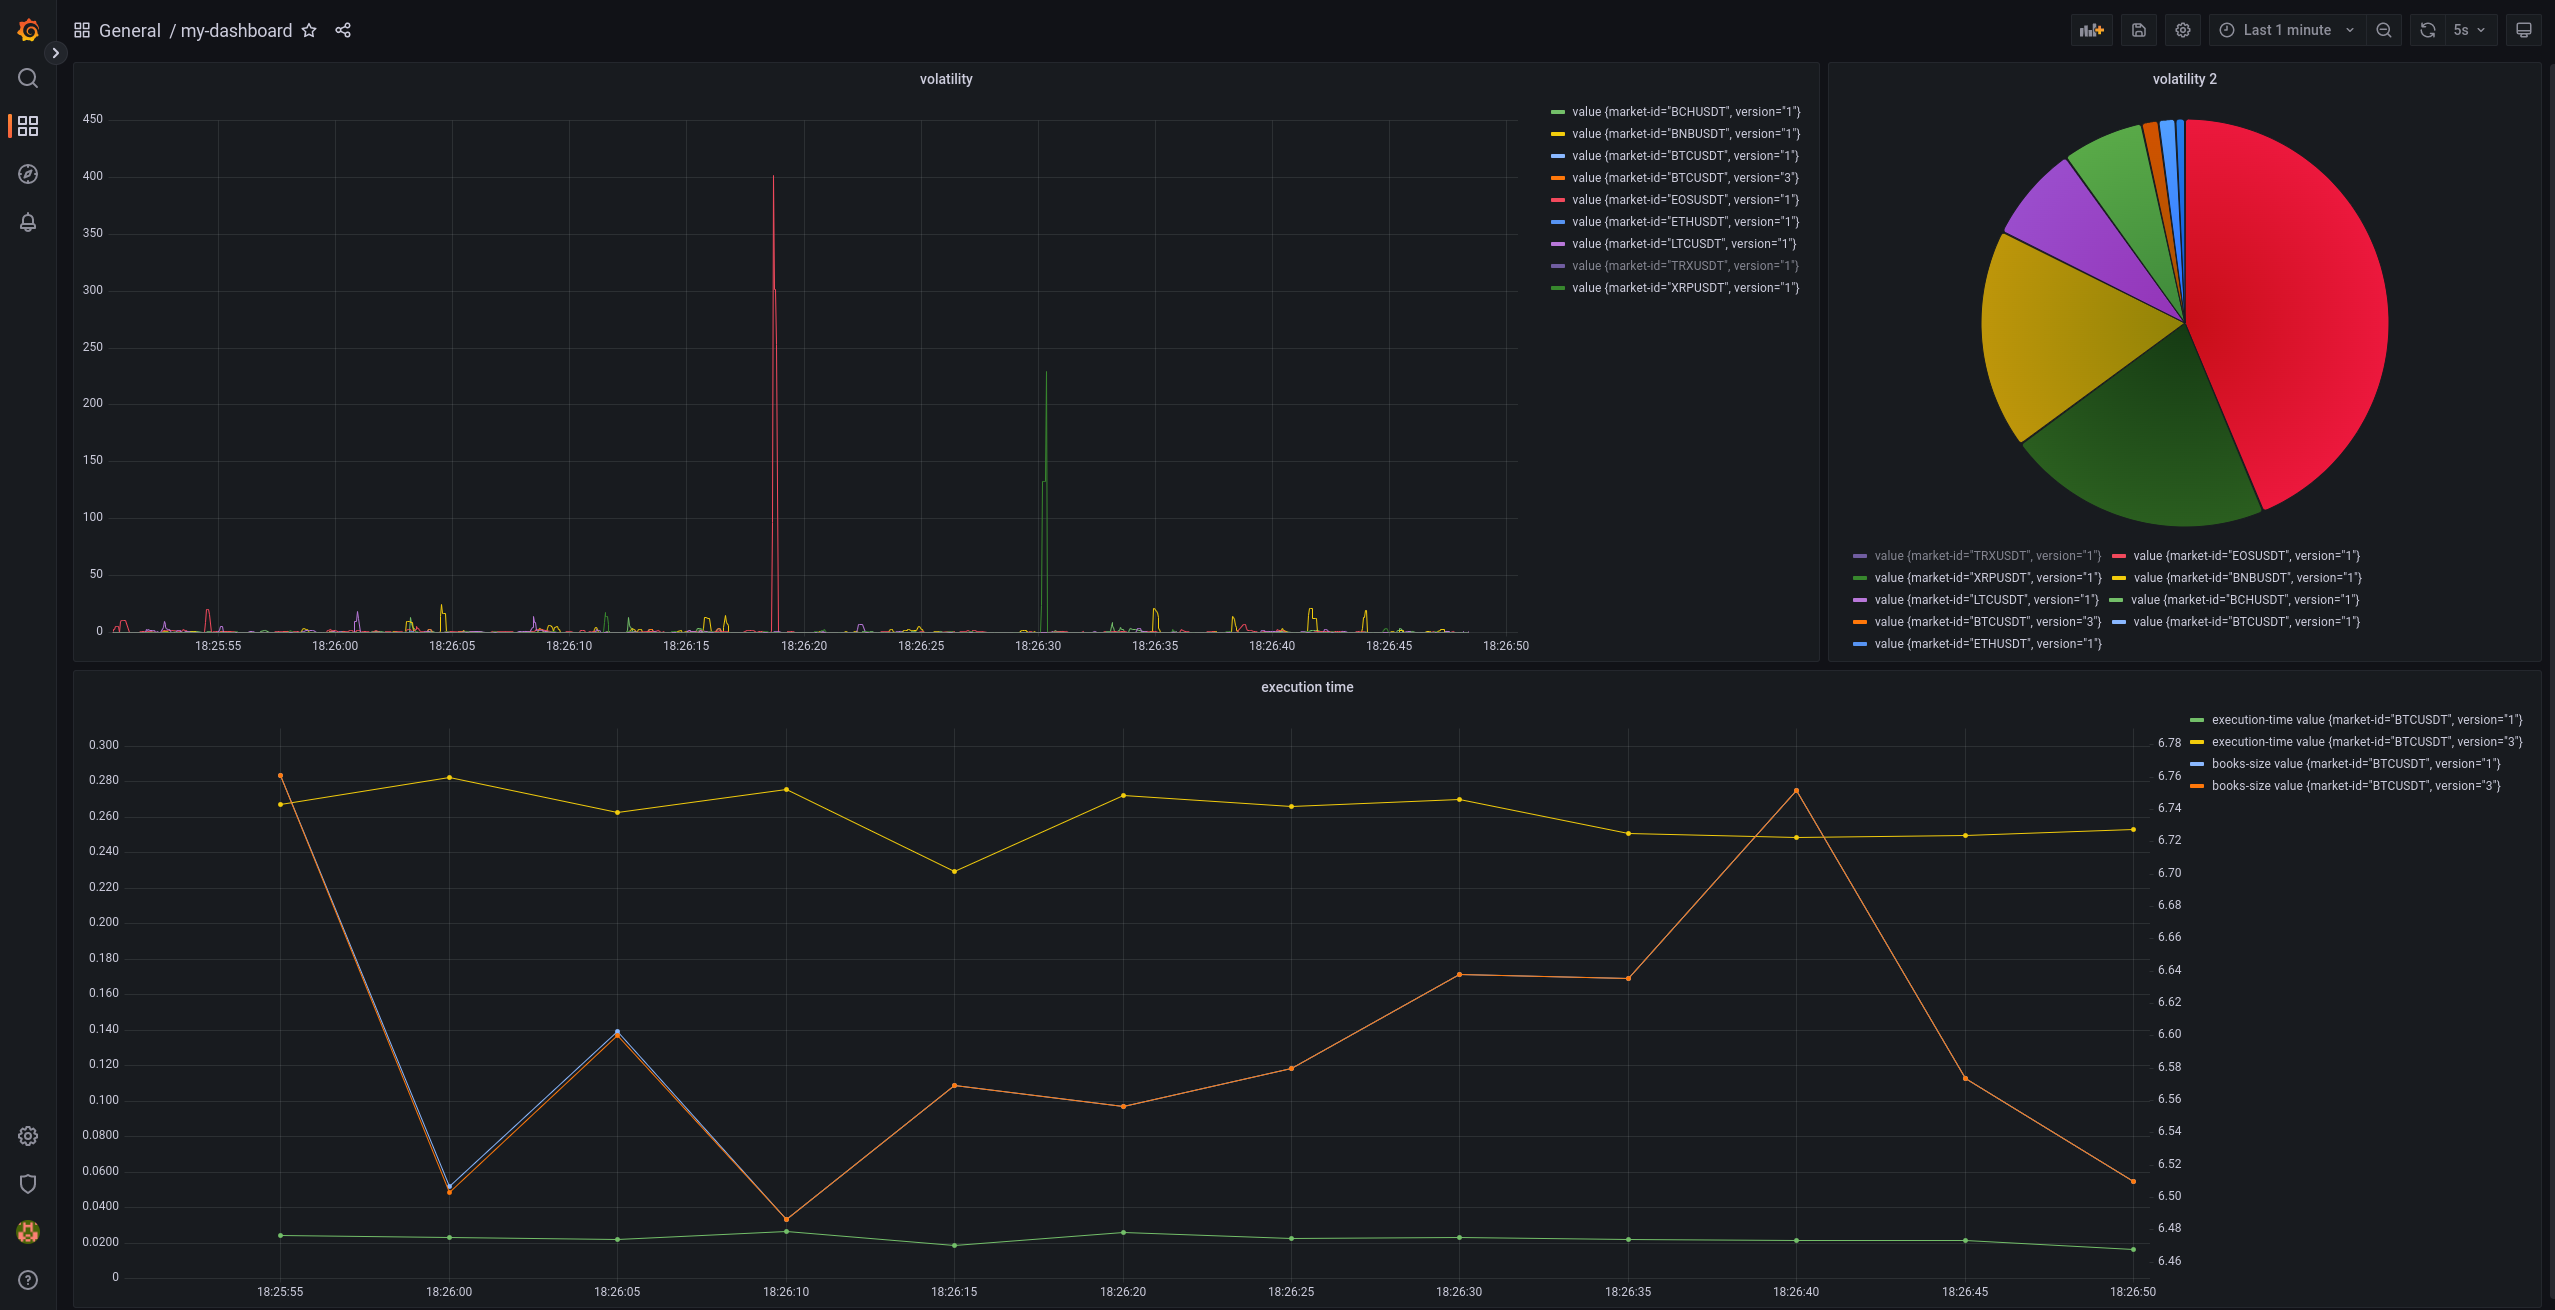 General / my-dashboard
Last 1 minute
5s
volatility
450
400
350
300
250
200
150
100
50
0
18:25:55 18:26:00 18:26:05 18:26:10 18:26:15 18:26:20 18:26:25 18:26:30 18:26:35 18:26:40 18:26:45 18:26:50
value {market-id="BCHUSDT", version="1"}
value {market-id="BNBUSDT", version="1"}
value {market-id="BTCUSDT", version="1"}
value {market-id="BTCUSDT", version="3"}
value {market-id="EOSUSDT", version="1"}
value {market-id="ETHUSDT", version="1"}
value {market-id="LTCUSDT", version="1"}
value {market-id="TRXUSDT", version="1"}
value {market-id="XRPUSDT", version="1"}
volatility 2
value {market-id="TRXUSDT", version="1"} value {market-id="EOSUSDT", version="1"}
value {market-id="XRPUSDT", version="1"} value {market-id="BNBUSDT", version="1"}
value {market-id="LTCUSDT", version="1"} value {market-id="BCHUSDT", version="1"}
value {market-id="BTCUSDT", version="3"} value {market-id="BTCUSDT", version="1"}
value {market-id="ETHUSDT", version="1"}
execution time
0.300
0.280
0.260
0.240
0.220
0.200
0.180
0.160
0.140
0.120
0.100
0.0800
0.0600
0.0400
0.0200
0
18:25:55 18:26:00 18:26:05 18:26:10 18:26:15 18:26:20 18:26:25 18:26:30 18:26:35 18:26:40 18:26:45 18:26:50
6.78
6.76
6.74
6.72
6.70
6.68
6.66
6.64
6.62
6.60
6.58
6.56
6.54
6.52
6.50
6.48
6.46
execution-time value {market-id="BTCUSDT", version="1"}
execution-time value {market-id="BTCUSDT", version="3"}
books-size value {market-id="BTCUSDT", version="1"}
books-size value {market-id="BTCUSDT", version="3"}